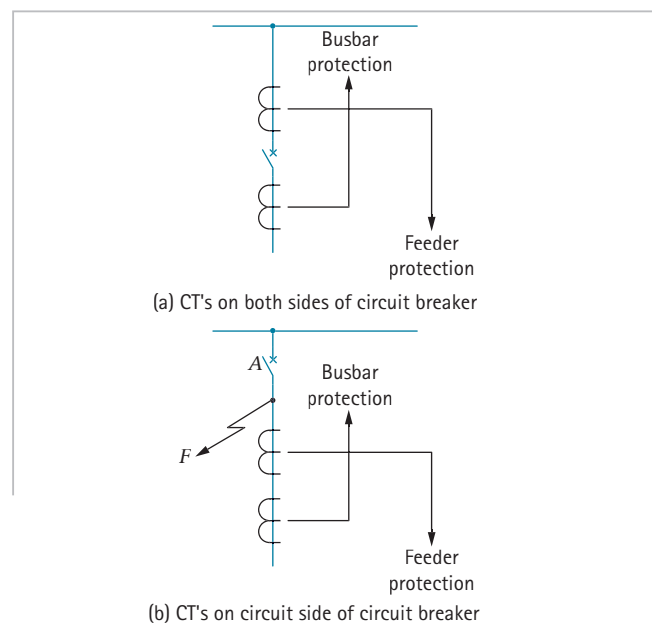 Busbar
protection
Feeder
protection
(a) CT's on both sides of circuit breaker
A
Busbar
protection
F
Feeder
protection
(b) CT's on circuit side of circuit breaker